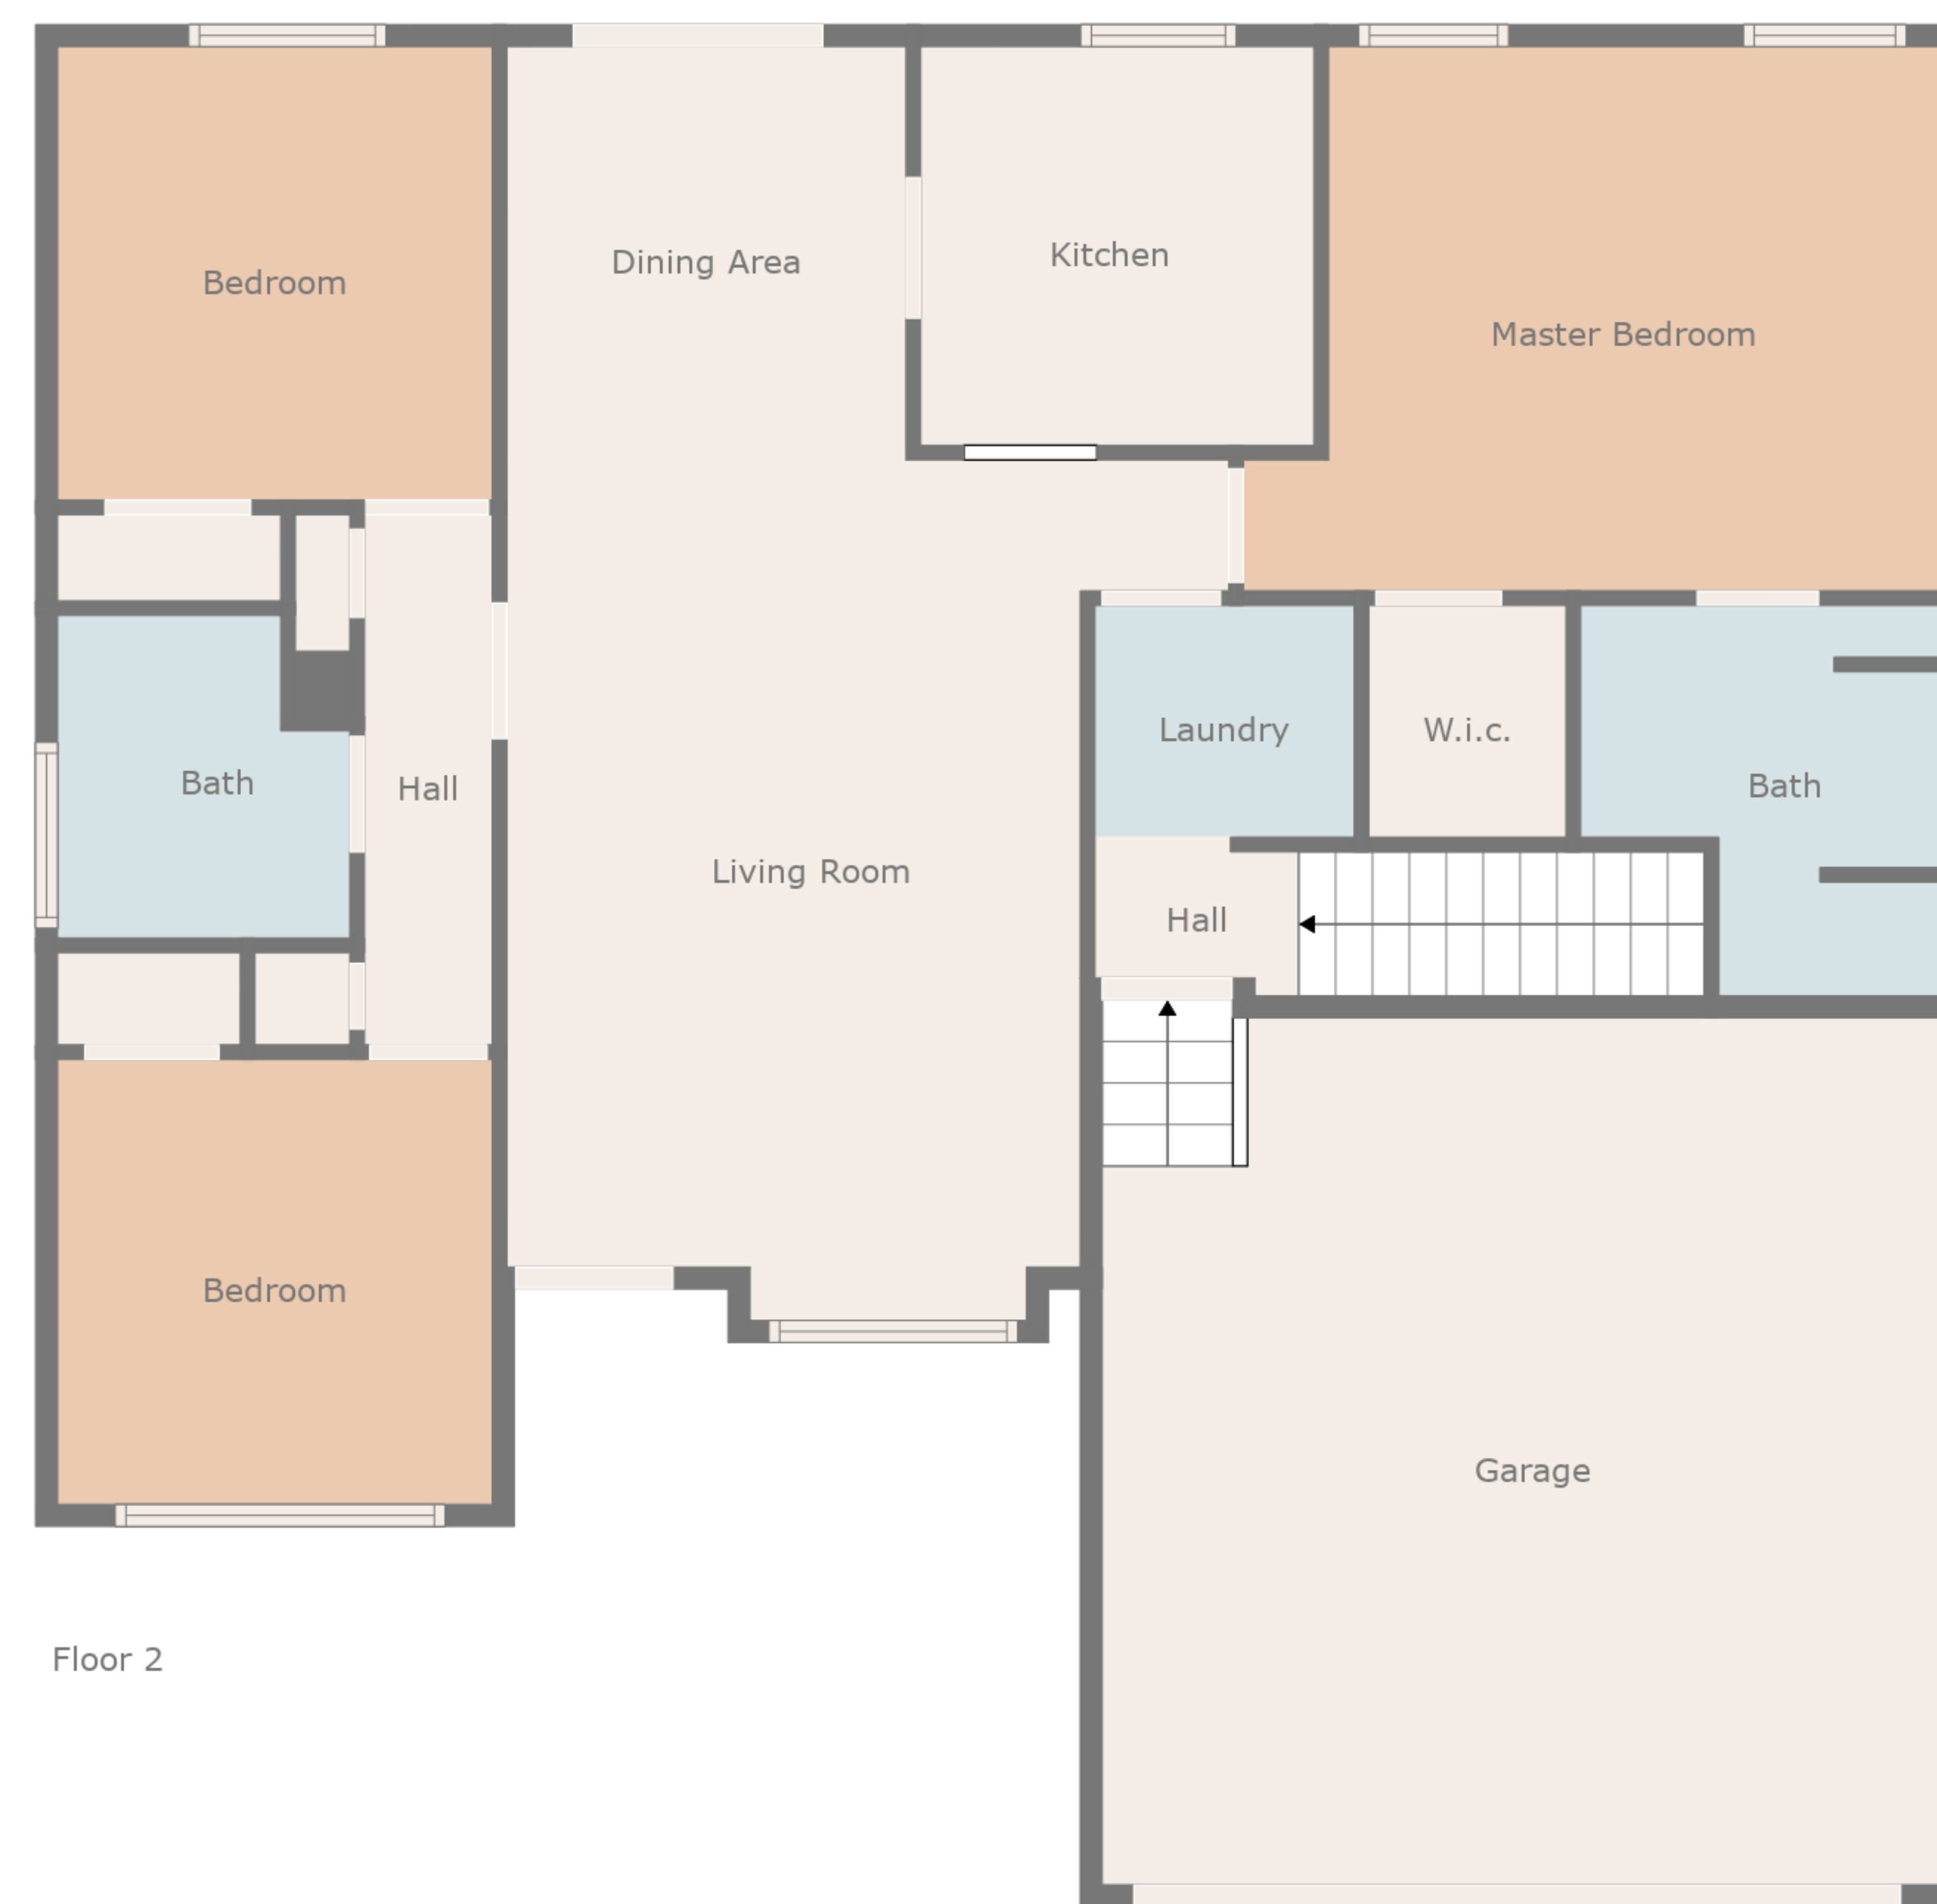 Bedroom
Dining Area
Kitchen
Master Bedroom
Bath
Hall
Living Room
Laundry
W.i.c.
Bath
Hall
Bedroom
Garage
Floor 2